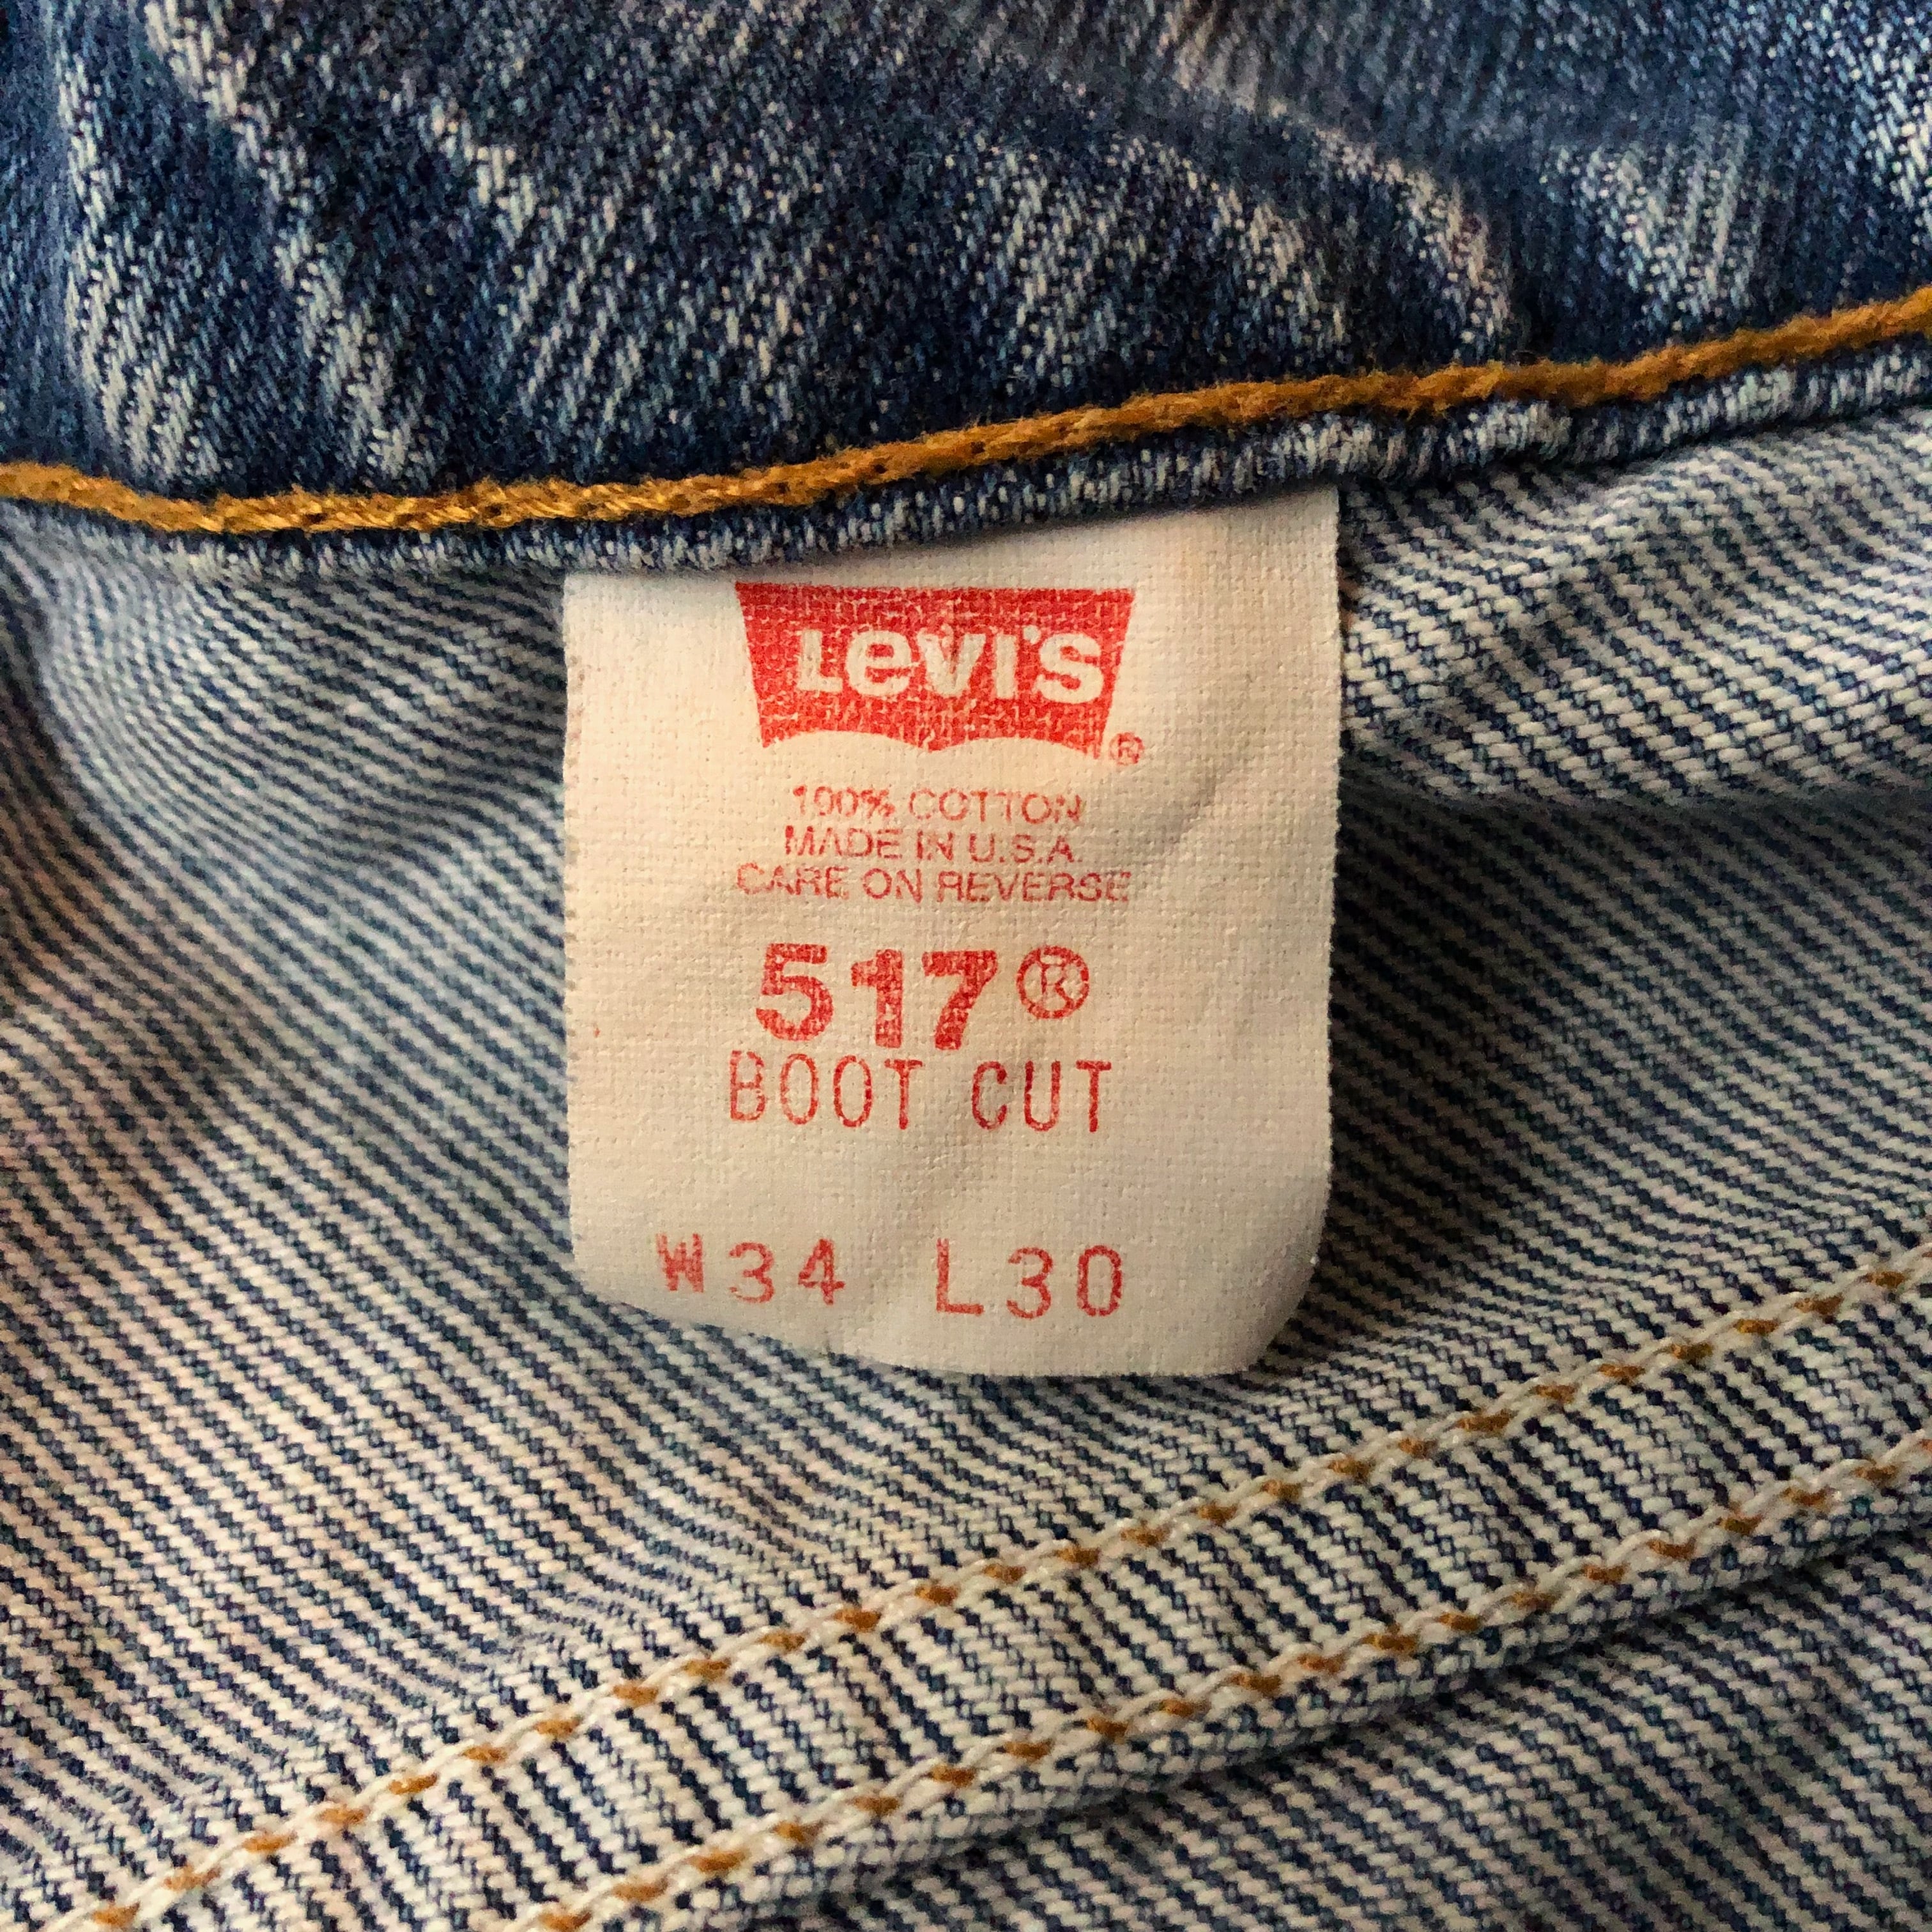 LEVI'S ®
100% COTTON
MADE IN U.S.A.
CARE ON REVERSE
517®
BOOT CUT
W34 L30